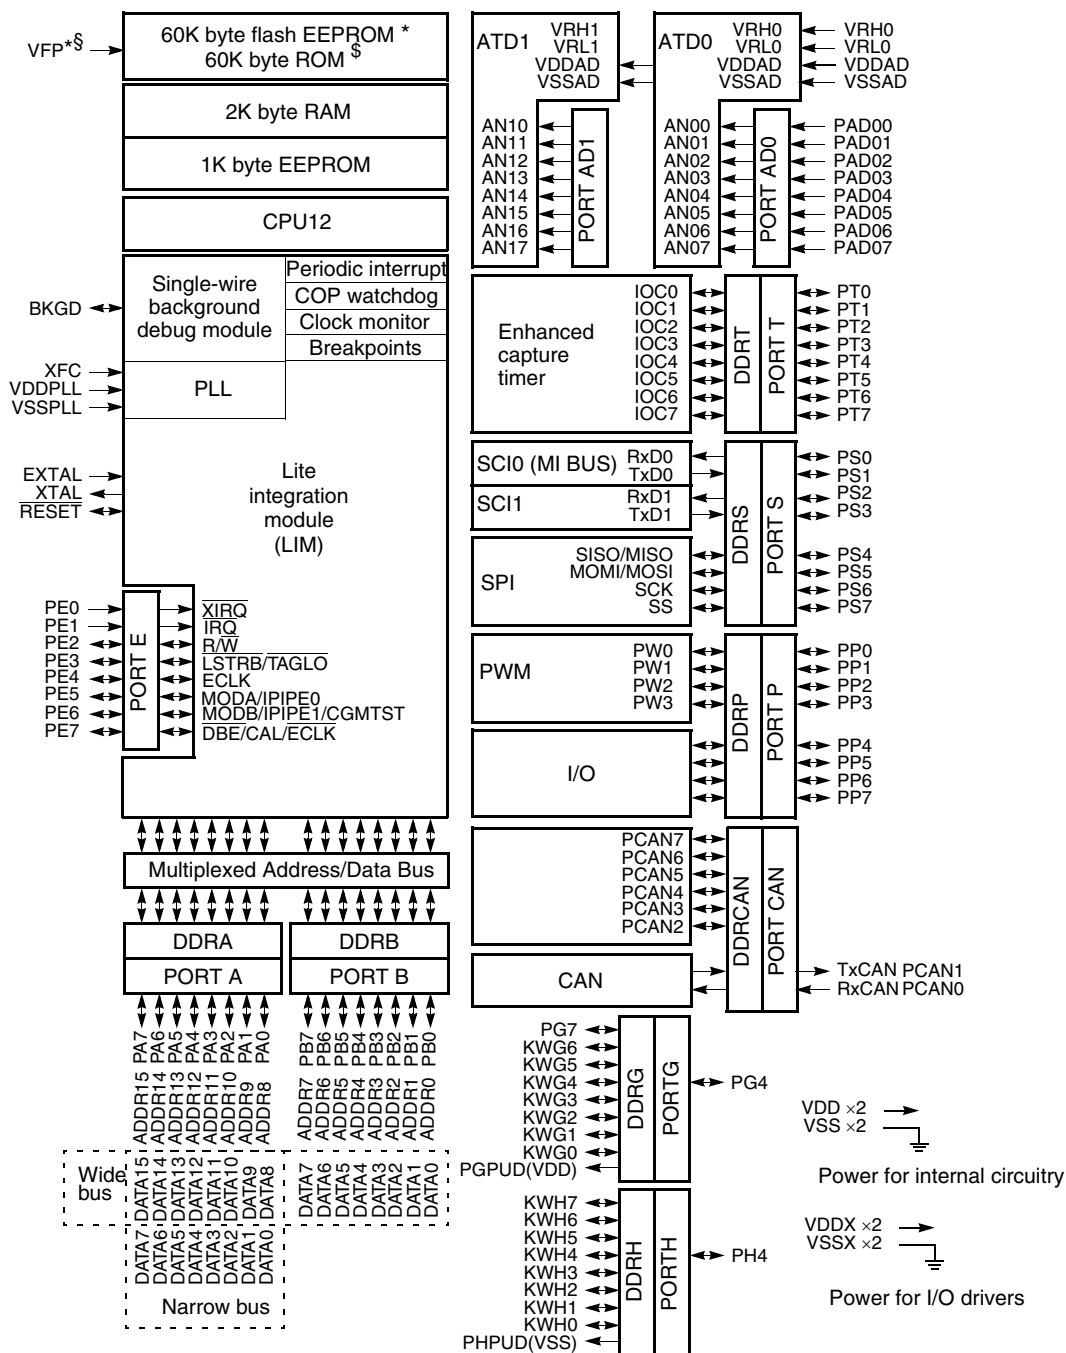 60K byte flash EEPROM *
60K byte ROM $
VFP*§
2K byte RAM
1K byte EEPROM
CPU12
Single-wire
background
debug module
Periodic interrupt
COP watchdog
Clock monitor
Breakpoints
BKGD
XFC
VDDPLL
VSSPLL
PLL
EXTAL
XTAL
RESET
Lite
integration
module
(LIM)
PE0
PE1
PE2
PE3
PE4
PE5
PE6
PE7
PORT E
XIRQ
IRQ
R/W
LSTRB/TAGLO
ECLK
MODA/IPIPE0
MODB/IPIPE1/CGMTST
DBE/CAL/ECLK
Multiplexed Address/Data Bus
DDRA
DDRB
PORT A
PORT B
PA7
PA6
PA5
PA4
PA3
PA2
PA1
PA0
PB7
PB6
PB5
PB4
PB3
PB2
PB1
PB0
ADDR15
ADDR14
ADDR13
ADDR12
ADDR11
ADDR10
ADDR9
ADDR8
ADDR7
ADDR6
ADDR5
ADDR4
ADDR3
ADDR2
ADDR1
ADDR0
Wide
bus
DATA15
DATA14
DATA13
DATA12
DATA11
DATA10
DATA9
DATA8
DATA7
DATA6
DATA5
DATA4
DATA3
DATA2
DATA1
DATA0
DATA7
DATA6
DATA5
DATA4
DATA3
DATA2
DATA1
DATA0
Narrow bus
ATD1
VRH1
VRL1
VDDAD
VSSAD
AN10
AN11
AN12
AN13
AN14
AN15
AN16
AN17
PORT AD1
ATD0
VRH0
VRL0
VDDAD
VSSAD
VRH0
VRL0
VDDAD
VSSAD
AN00
AN01
AN02
AN03
AN04
AN05
AN06
AN07
PORT AD0
PAD00
PAD01
PAD02
PAD03
PAD04
PAD05
PAD06
PAD07
Enhanced
capture
timer
IOC0
IOC1
IOC2
IOC3
IOC4
IOC5
IOC6
IOC7
DDRT
PORT T
PT0
PT1
PT2
PT3
PT4
PT5
PT6
PT7
SCI0 (MI BUS)
RxD0
TxD0
SCI1
RxD1
TxD1
SPI
SISO/MISO
MOMI/MOSI
SCK
SS
DDRS
PORT S
PS0
PS1
PS2
PS3
PS4
PS5
PS6
PS7
PWM
PW0
PW1
PW2
PW3
I/O
DDRP
PORT P
PP0
PP1
PP2
PP3
PP4
PP5
PP6
PP7
PCAN7
PCAN6
PCAN5
PCAN4
PCAN3
PCAN2
CAN
DDRCAN
PORT CAN
TxCAN PCAN1
RxCAN PCAN0
PG7
KWG6
KWG5
KWG4
KWG3
KWG2
KWG1
KWG0
PGPUD(VDD)
DDRG
PORTG
PG4
KWH7
KWH6
KWH5
KWH4
KWH3
KWH2
KWH1
KWH0
PHPUD(VSS)
DDRH
PORTH
PH4
VDD ×2
VSS ×2
Power for internal circuitry
VDDX ×2
VSSX ×2
Power for I/O drivers